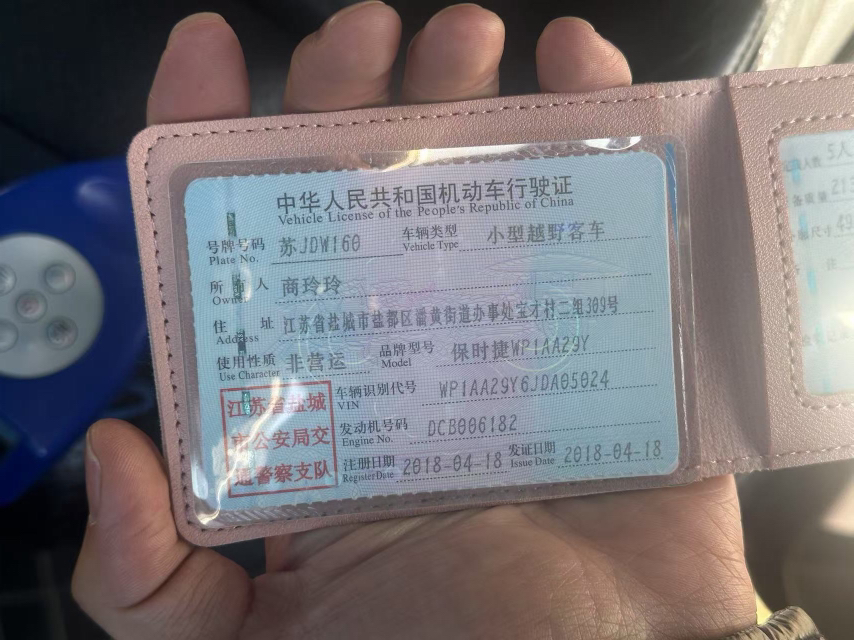 中华人民共和国机动车行驶证
Vehicle License of the People's Republic of China
号牌号码 苏JDW160 车辆类型 小型越野客车
Plate No. Vehicle Type
所有人 商玲玲
Owner
住址 江苏省盐城市盐都区潘黄街道办事处宝才村二组309号
Address
使用性质 非营运 品牌型号 保时捷WP1AA29Y
Use Character Model
车辆识别代号 WP1AA29Y6JDA05024
VIN
发动机号码 DCB006182
Engine No.
注册日期 2018-04-18 发证日期 2018-04-18
Register Date Issue Date
江苏省盐城
市公安局交
通警察支队
人数 5人
备质量
尺寸